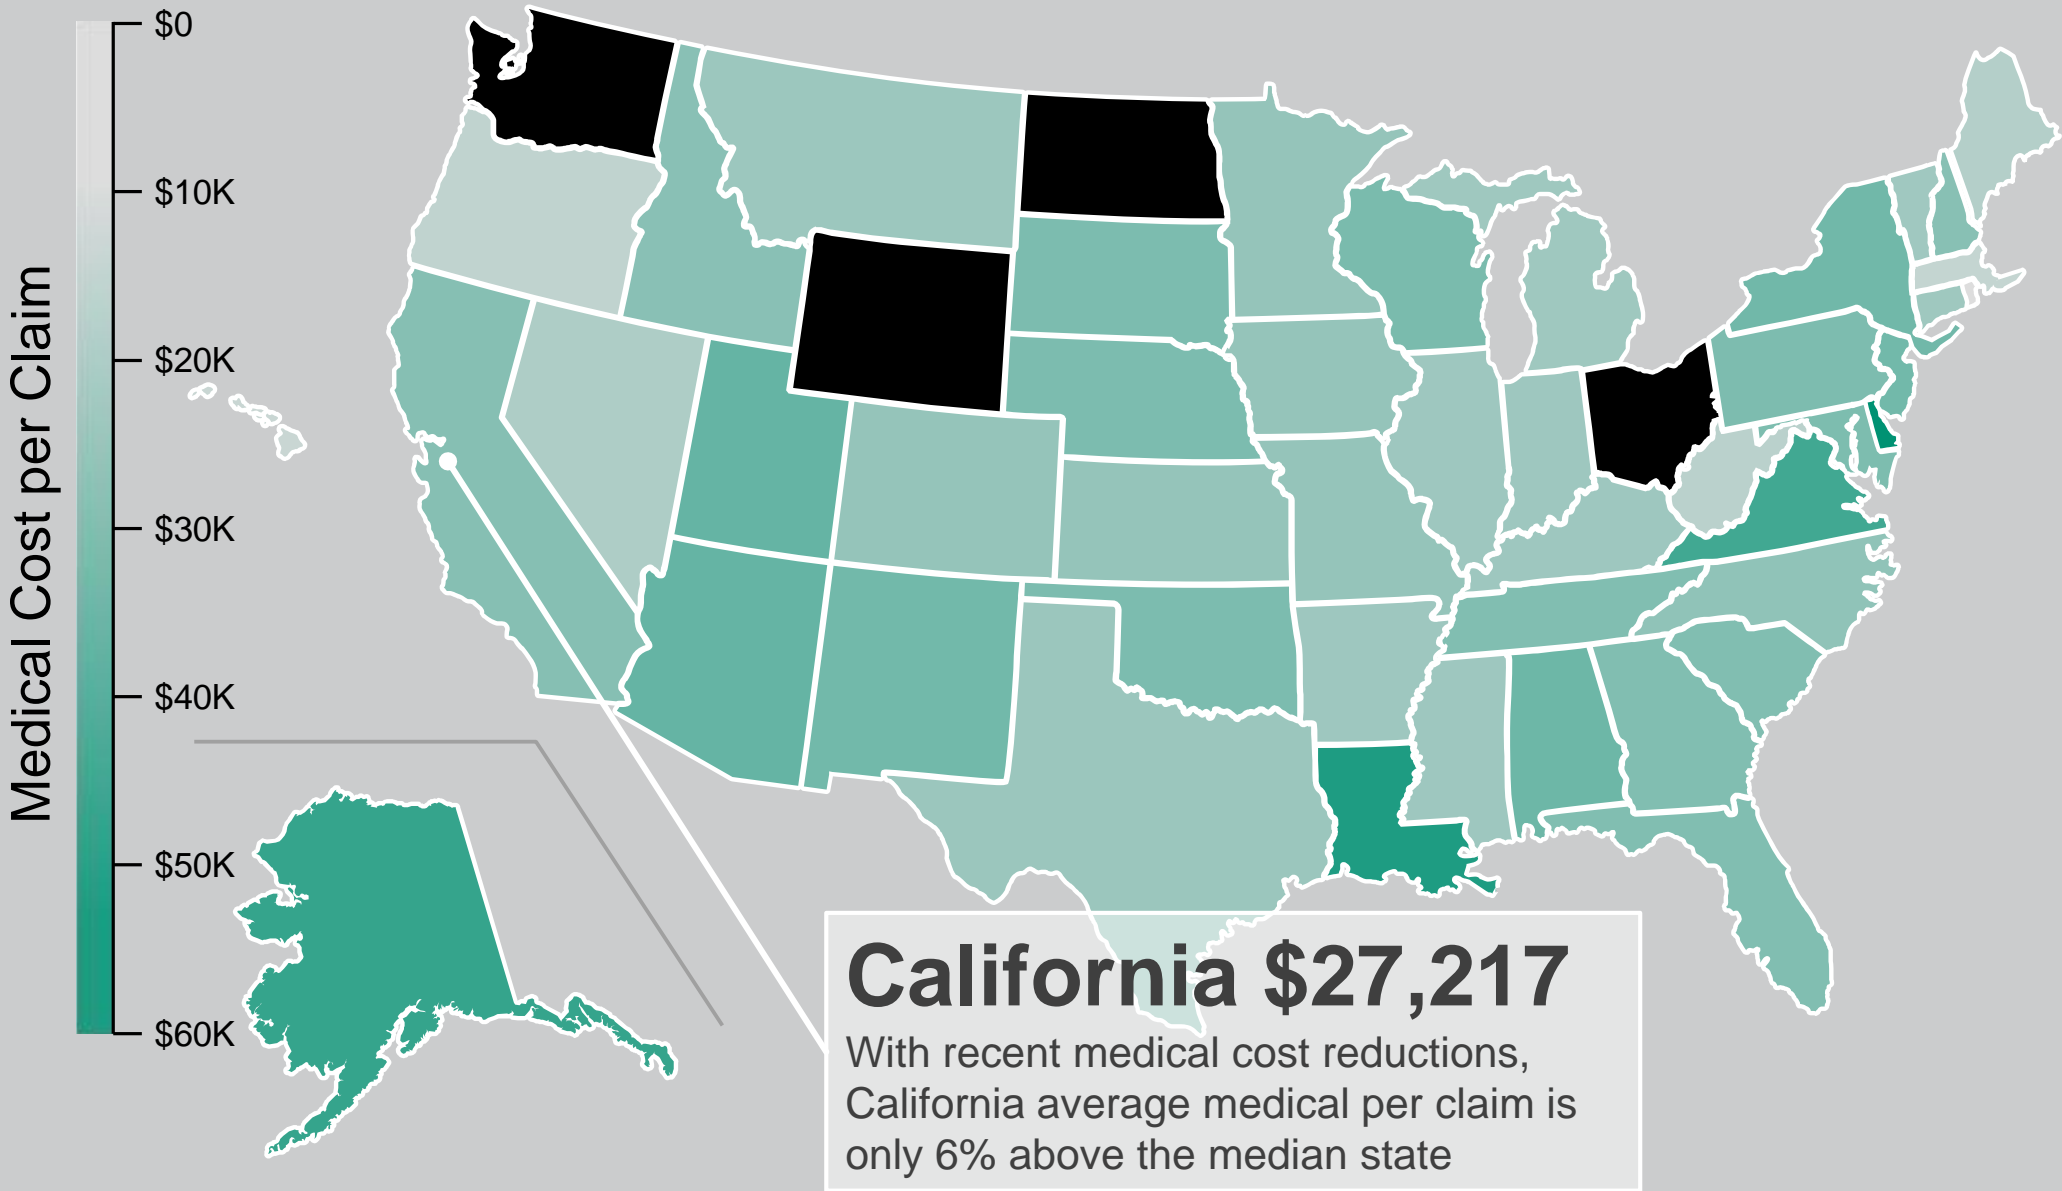 Medical Cost per Claim
$0
$10K
$20K
$30K
$40K
$50K
$60K
California $27,217
With recent medical cost reductions,
California average medical per claim is
only 6% above the median state